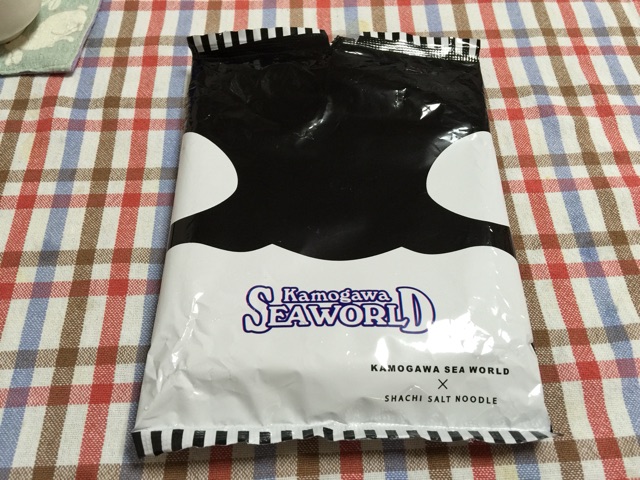 Kamogawa
SEAWORLD
KAMOGAWA SEA WORLD
×
SHACHI SALT NOODLE